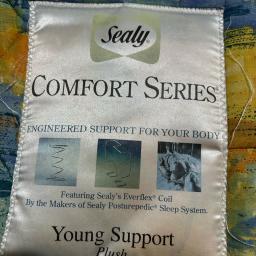 Sealy®
COMFORT SERIES
ENGINEERED SUPPORT FOR YOUR BODY
Featuring Sealy's Everflex® Coil
By the Makers of Sealy Posturepedic® Sleep System.
Young Support
Plush